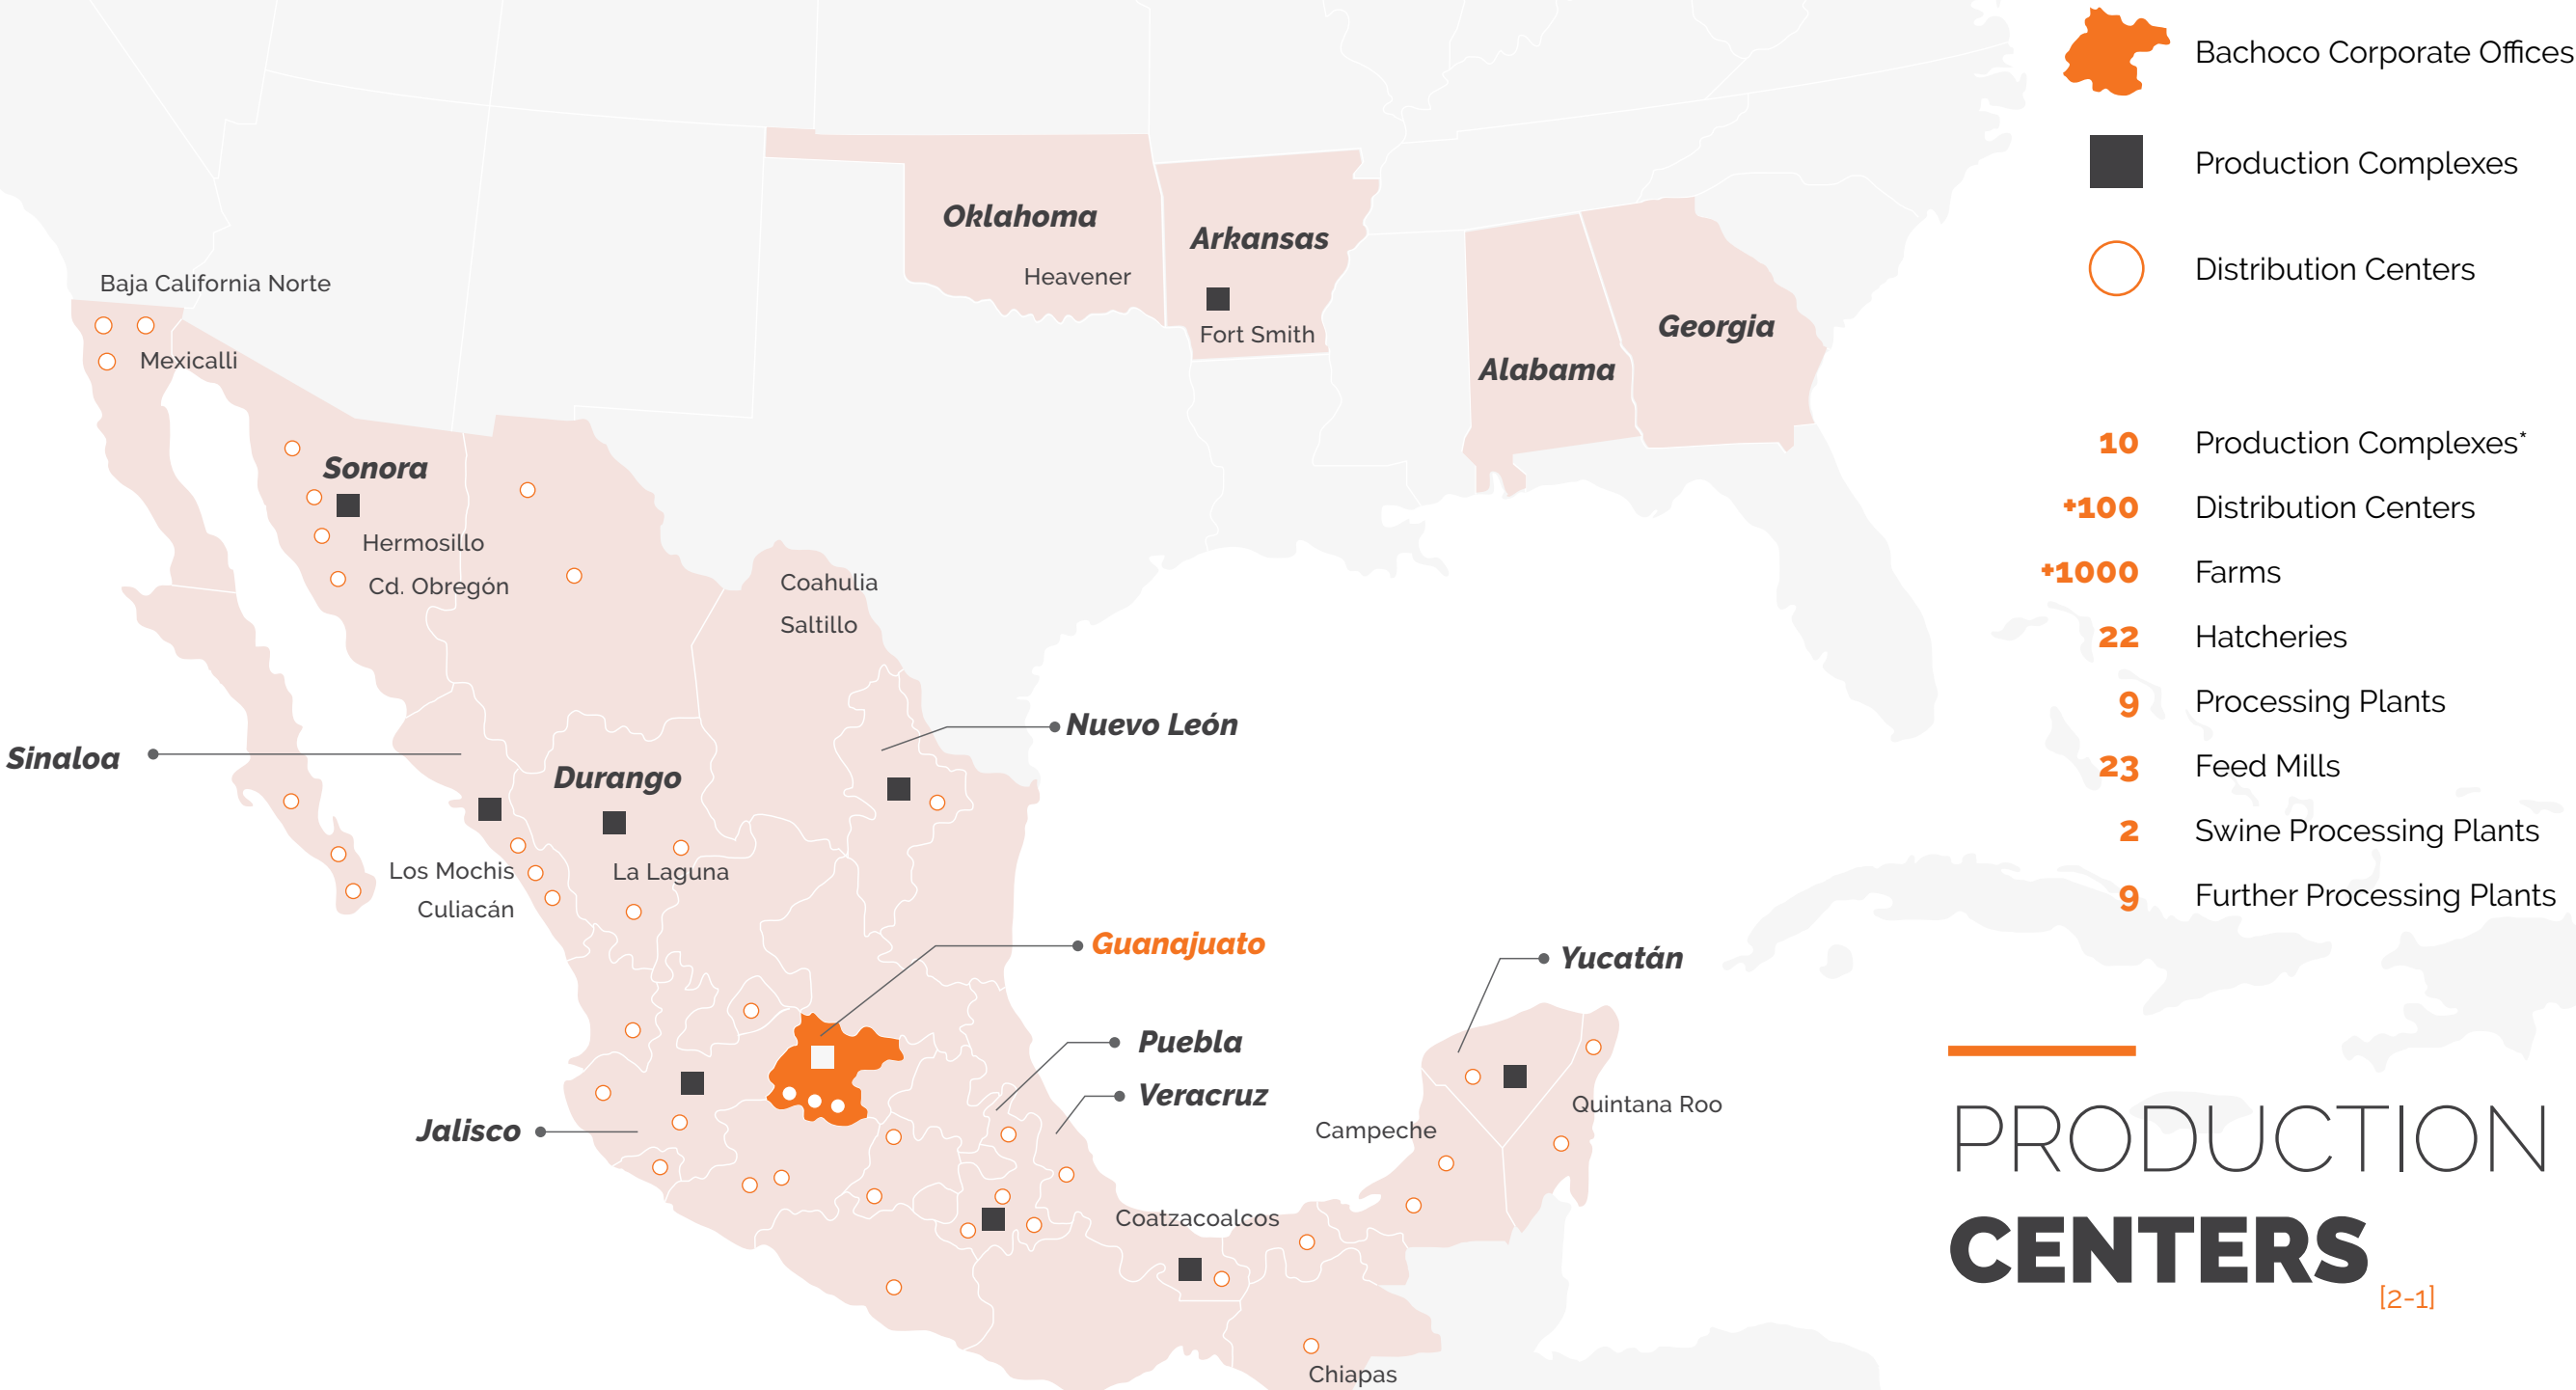 Bachoco Corporate Offices
Production Complexes
Distribution Centers
10 Production Complexes*
+100 Distribution Centers
+1000 Farms
22 Hatcheries
9 Processing Plants
23 Feed Mills
2 Swine Processing Plants
9 Further Processing Plants
Oklahoma
Heavener
Arkansas
Fort Smith
Alabama
Georgia
Baja California Norte
Mexicalli
Sonora
Hermosillo
Cd. Obregón
Coahulia
Saltillo
Nuevo León
Sinaloa
Durango
Los Mochis
La Laguna
Culiacán
Guanajuato
Yucatán
Puebla
Veracruz
Jalisco
Quintana Roo
Campeche
Coatzacoalcos
Chiapas
PRODUCTION
CENTERS
[2-1]